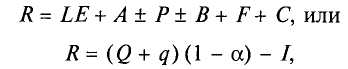 R = LE + A ± P ± B + F + C, или
R = (Q + q) (1 − α) − I,